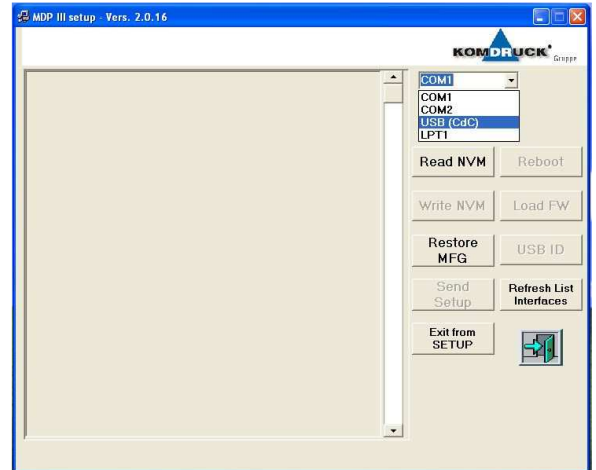 MDP III setup - Vers. 2.0.16
KOMDRUCK
Gruppe
COM1
COM1
COM2
USB (CdC)
LPT1
Read NVM
Reboot
Write NVM
Load FW
Restore
MFG
USB ID
Send
Setup
Refresh List
Interfaces
Exit from
SETUP